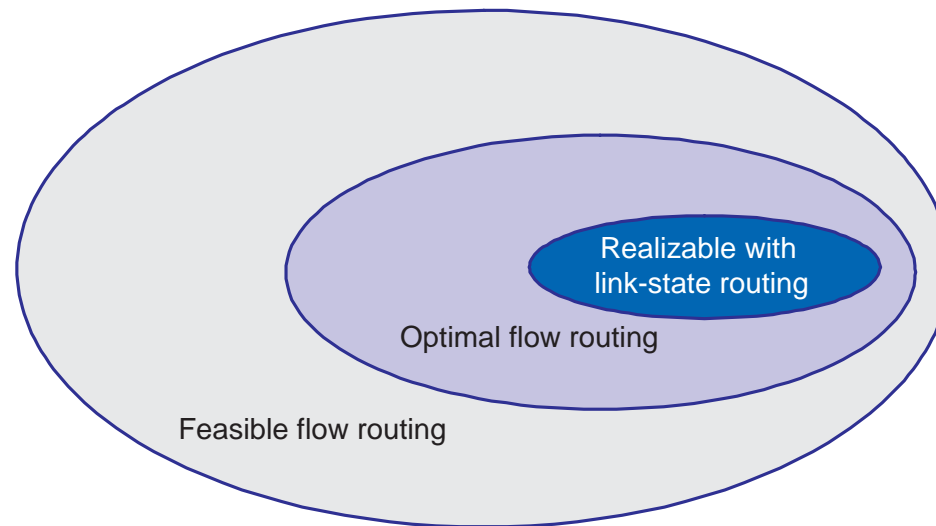 Realizable with
link-state routing
Optimal flow routing
Feasible flow routing